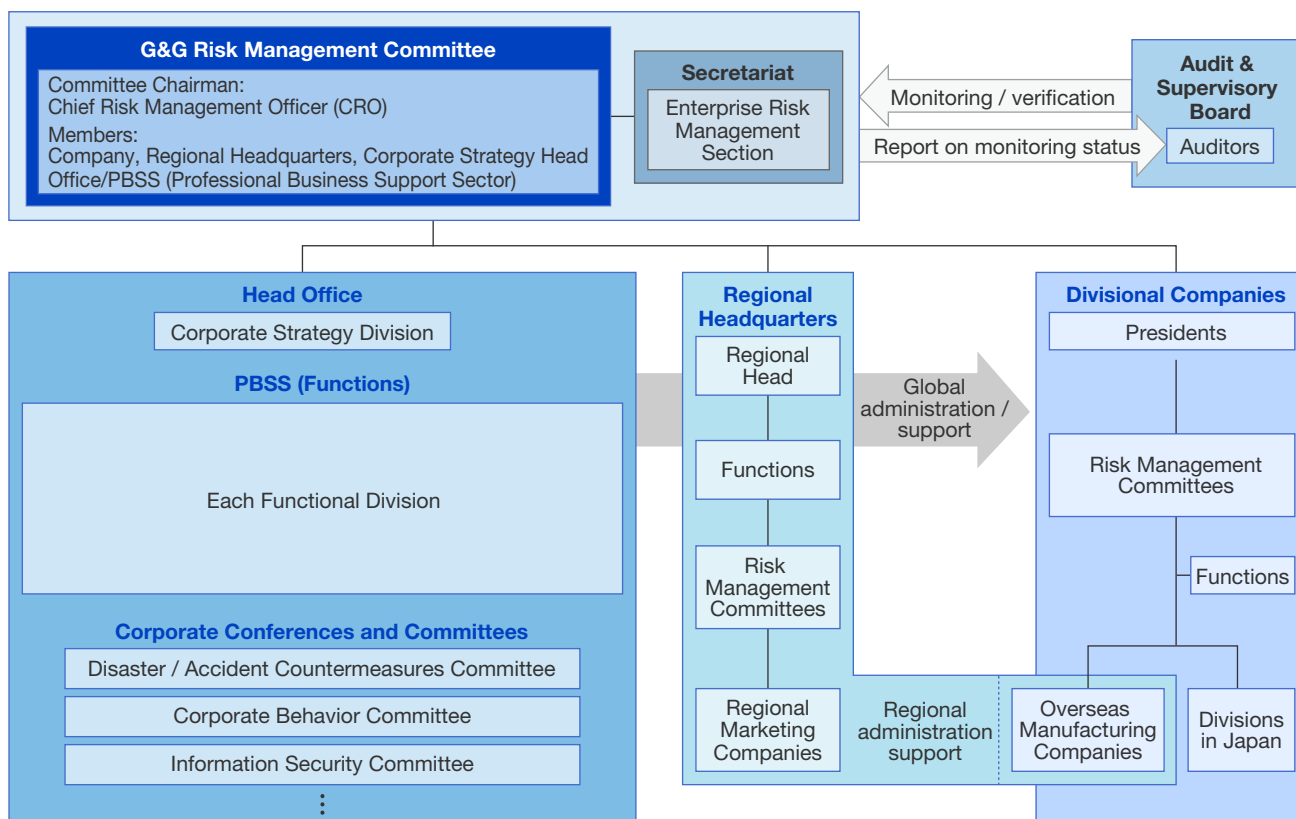 G&G Risk Management Committee
Committee Chairman:
Chief Risk Management Officer (CRO)
Members:
Company, Regional Headquarters, Corporate Strategy Head
Office/PBSS (Professional Business Support Sector)
Secretariat
Enterprise Risk
Management
Section
Monitoring / verification
Report on monitoring status
Audit &
Supervisory
Board
Auditors
Head Office
Corporate Strategy Division
PBSS (Functions)
Each Functional Division
Corporate Conferences and Committees
Disaster / Accident Countermeasures Committee
Corporate Behavior Committee
Information Security Committee
⋮
Regional
Headquarters
Regional
Head
Functions
Risk
Management
Committees
Regional
Marketing
Companies
Global
administration /
support
Regional
administration
support
Divisional Companies
Presidents
Risk Management
Committees
Functions
Overseas
Manufacturing
Companies
Divisions
in Japan